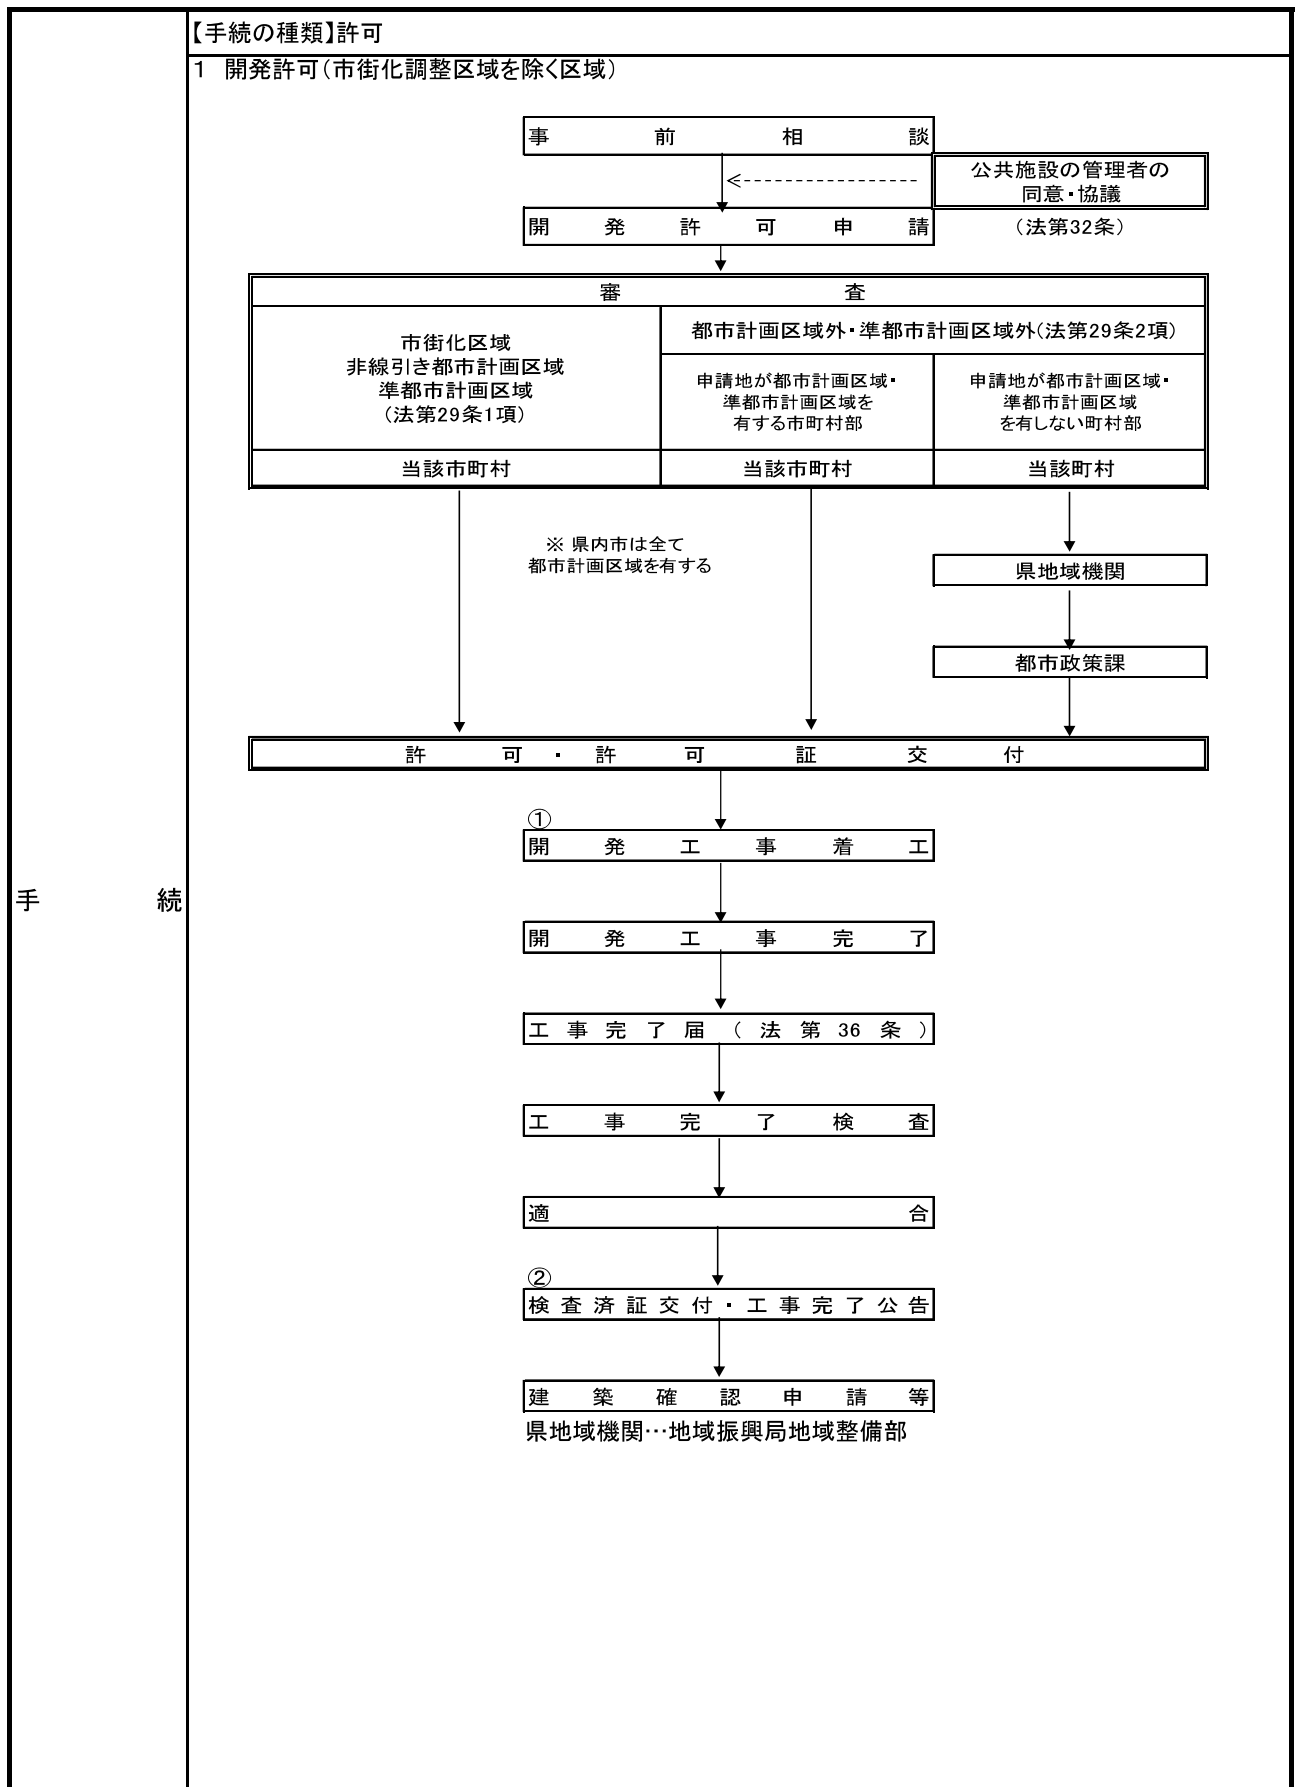 【手続の種類】許可
1　開発許可（市街化調整区域を除く区域）
事前相談
公共施設の管理者の
同意・協議
開発許可申請
（法第32条）
審査
市街化区域
非線引き都市計画区域
準都市計画区域
（法第29条1項）
都市計画区域外・準都市計画区域外（法第29条2項）
申請地が都市計画区域・
準都市計画区域を
有する市町村部
申請地が都市計画区域・
準都市計画区域
を有しない町村部
当該市町村
当該市町村
当該町村
※ 県内市は全て
都市計画区域を有する
県地域機関
都市政策課
許可・許可証交付
①
開発工事着工
手続
開発工事完了
工事完了届（法第36条）
工事完了検査
適合
②
検査済証交付・工事完了公告
建築確認申請等
県地域機関…地域振興局地域整備部